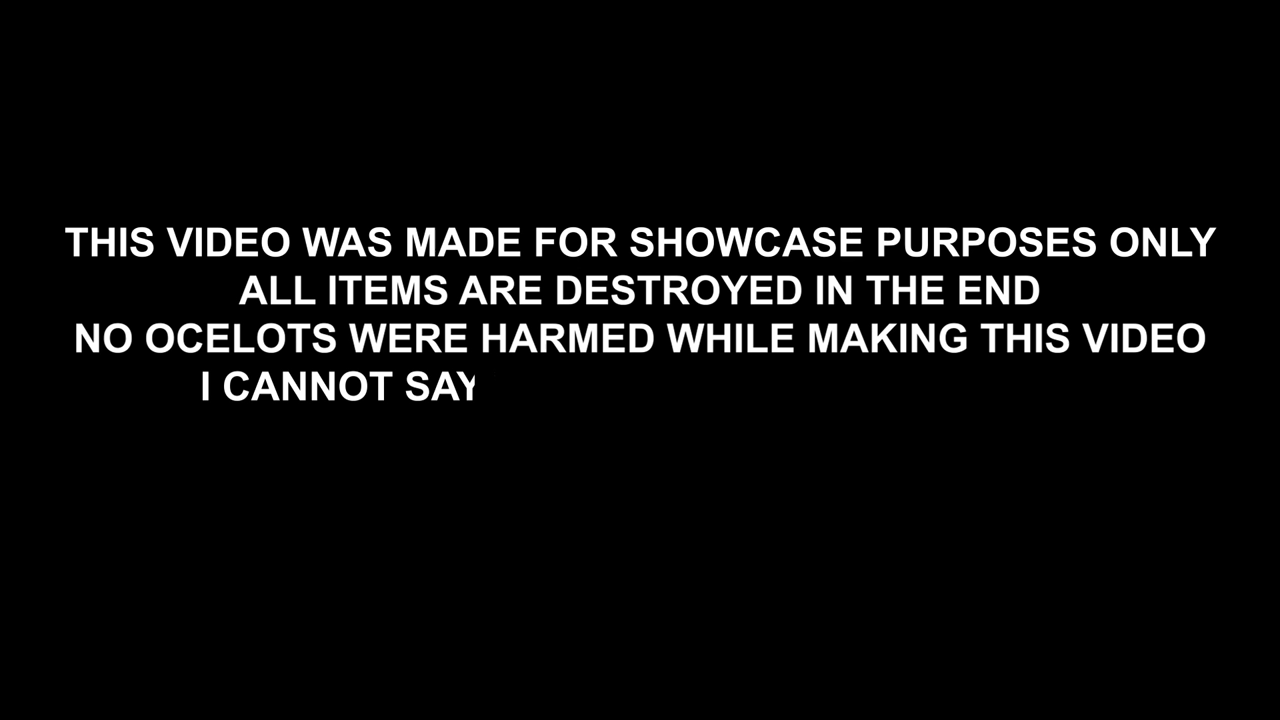 THIS VIDEO WAS MADE FOR SHOWCASE PURPOSES ONLY
ALL ITEMS ARE DESTROYED IN THE END
NO OCELOTS WERE HARMED WHILE MAKING THIS VIDEO
I CANNOT SAY